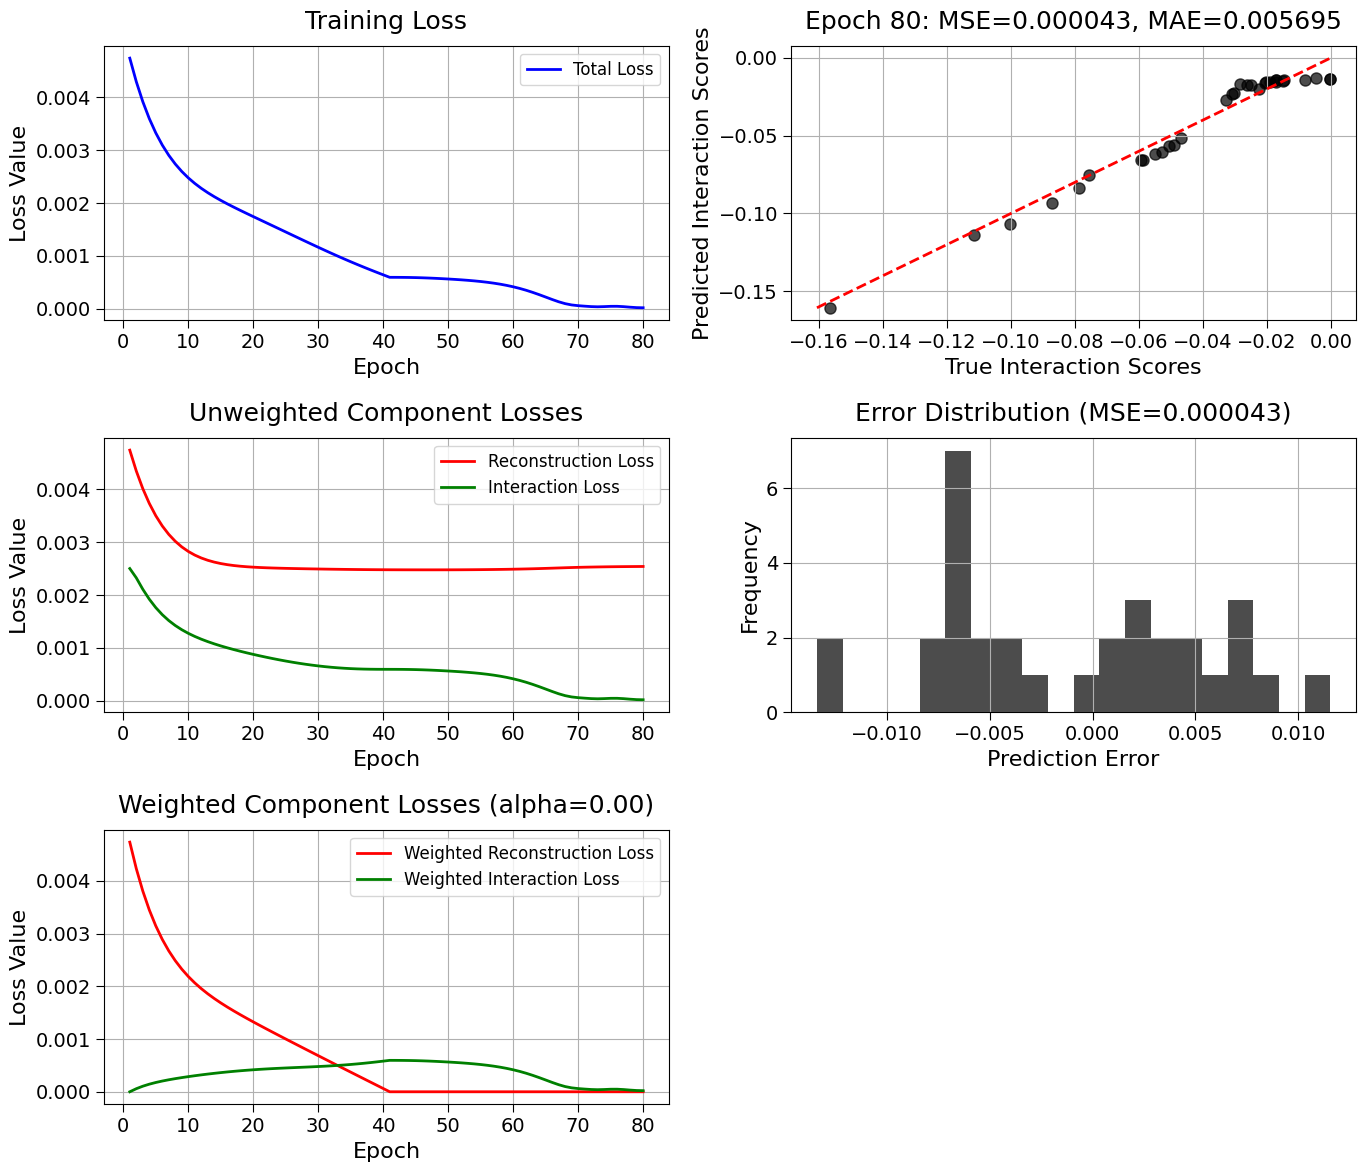 Training Loss
Loss Value
0.004
0.003
0.002
0.001
0.000
Total Loss
0 10 20 30 40 50 60 70 80
Epoch
Epoch 80: MSE=0.000043, MAE=0.005695
Predicted Interaction Scores
0.00
−0.05
−0.10
−0.15
−0.16 −0.14 −0.12 −0.10 −0.08 −0.06 −0.04 −0.02 0.00
True Interaction Scores
Unweighted Component Losses
Loss Value
0.004
0.003
0.002
0.001
0.000
Reconstruction Loss
Interaction Loss
0 10 20 30 40 50 60 70 80
Epoch
Error Distribution (MSE=0.000043)
Frequency
6
4
2
0
−0.010 −0.005 0.000 0.005 0.010
Prediction Error
Weighted Component Losses (alpha=0.00)
Loss Value
0.004
0.003
0.002
0.001
0.000
Weighted Reconstruction Loss
Weighted Interaction Loss
0 10 20 30 40 50 60 70 80
Epoch